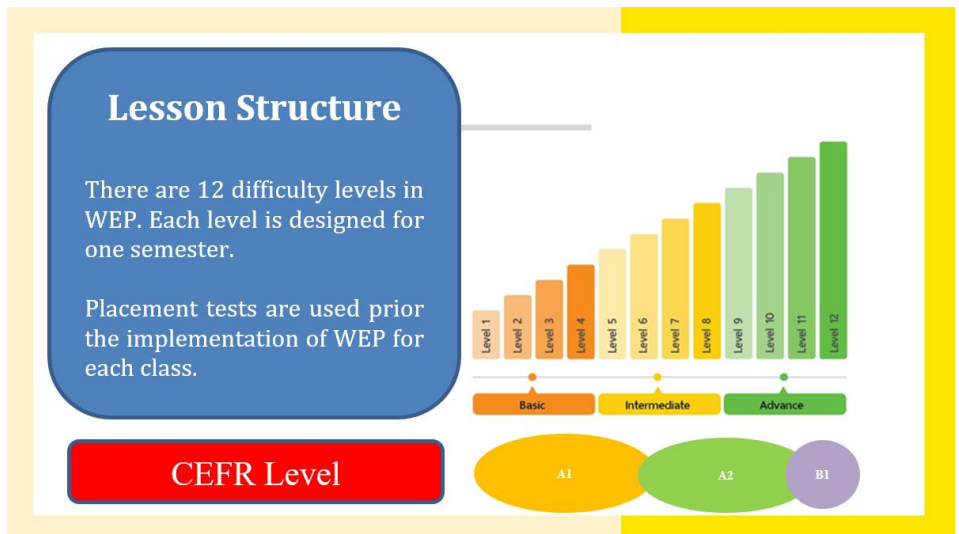 Lesson Structure
There are 12 difficulty levels in
WEP. Each level is designed for
one semester.
Placement tests are used prior
the implementation of WEP for
each class.
Level 1
Level 2
Level 3
Level 4
Level 5
Level 6
Level 7
Level 8
Level 9
Level 10
Level 11
Level 12
Basic
Intermediate
Advance
CEFR Level
A1
A2
B1